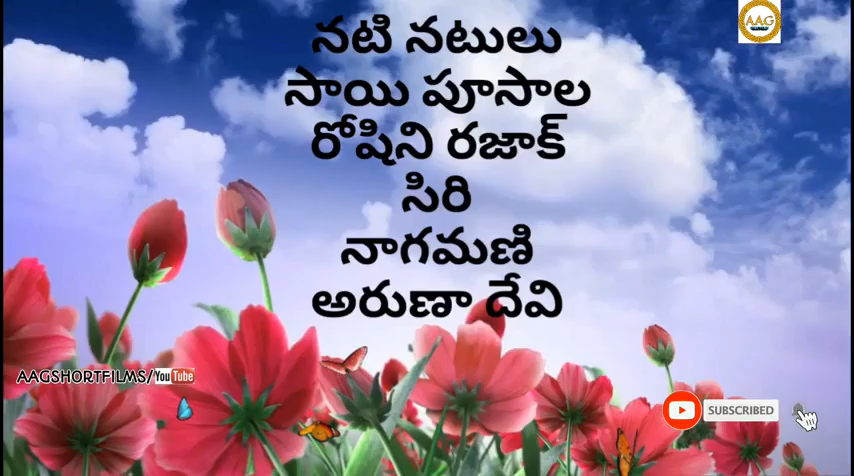 AAG
నటి నటులు
సాయి పూసాల
రోషిని రజాక్
సిరి
నాగమణి
అరుణా దేవి
AAGSHORTFILMS/YouTube
SUBSCRIBED